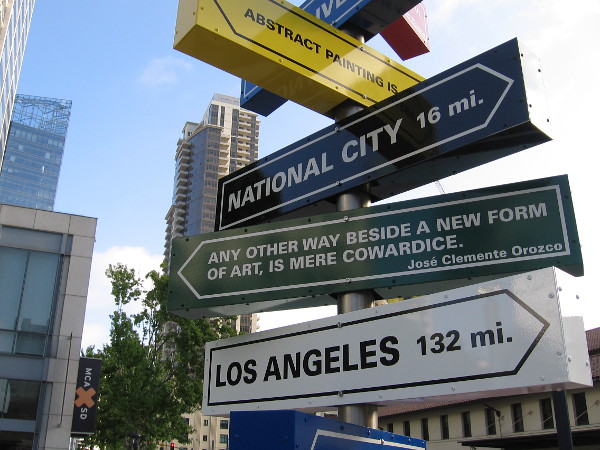 IVE
ABSTRACT PAINTING IS
NATIONAL CITY 16 mi.
ANY OTHER WAY BESIDE A NEW FORM
OF ART, IS MERE COWARDICE.
José Clemente Orozco
LOS ANGELES 132 mi.
MCA
SD